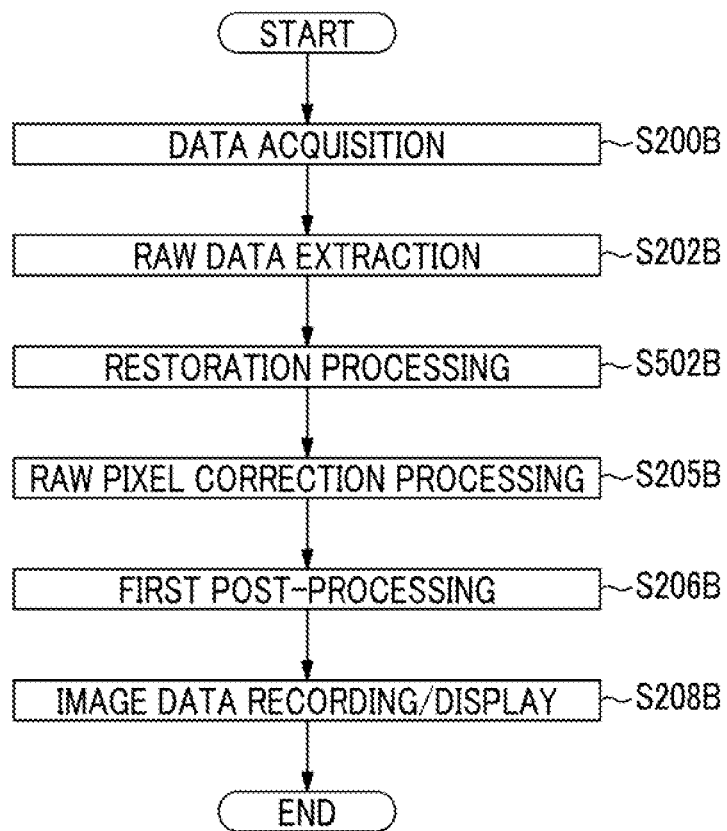 START
DATA ACQUISITION S200B
RAW DATA EXTRACTION S202B
RESTORATION PROCESSING S502B
RAW PIXEL CORRECTION PROCESSING S205B
FIRST POST-PROCESSING S206B
IMAGE DATA RECORDING/DISPLAY S208B
END